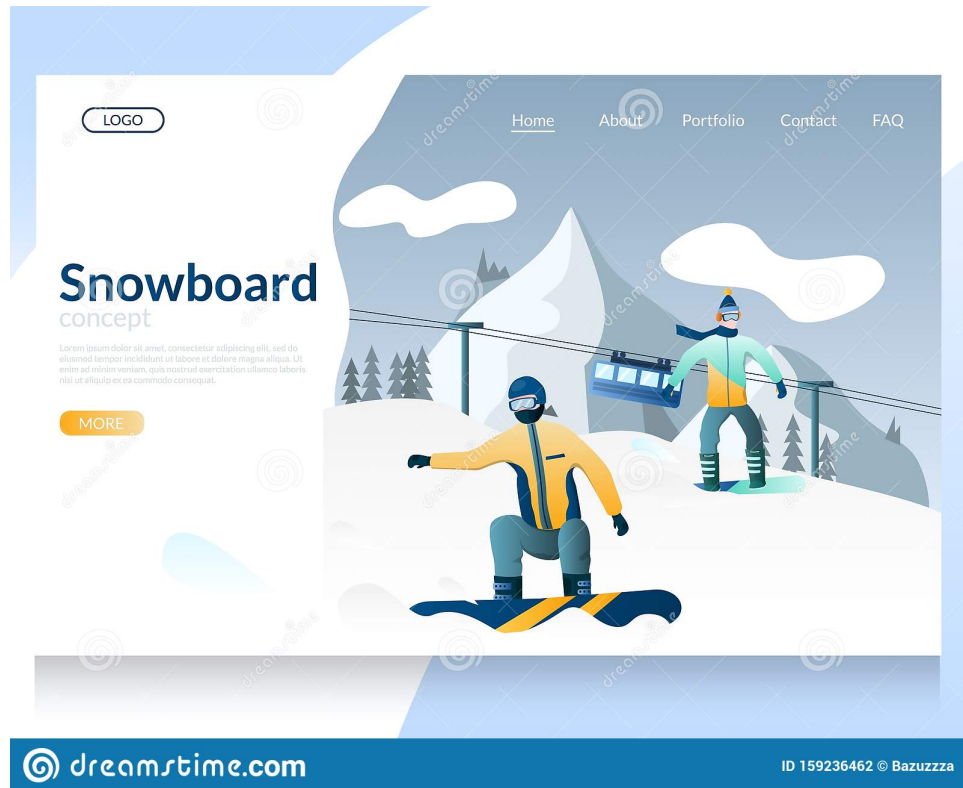 LOGO
Home About Portfolio Contact FAQ
Snowboard
concept
Lorem ipsum dolor sit amet, consectetur adipiscing elit, sed do
eiusmod tempor incididunt ut labore et dolore magna aliqua. Ut
enim ad minim veniam, quis nostrud exercitation ullamco laboris
nisi ut aliquip ex ea commodo consequat.
MORE
dreamstime.com
ID 159236462 © Bazuzzza